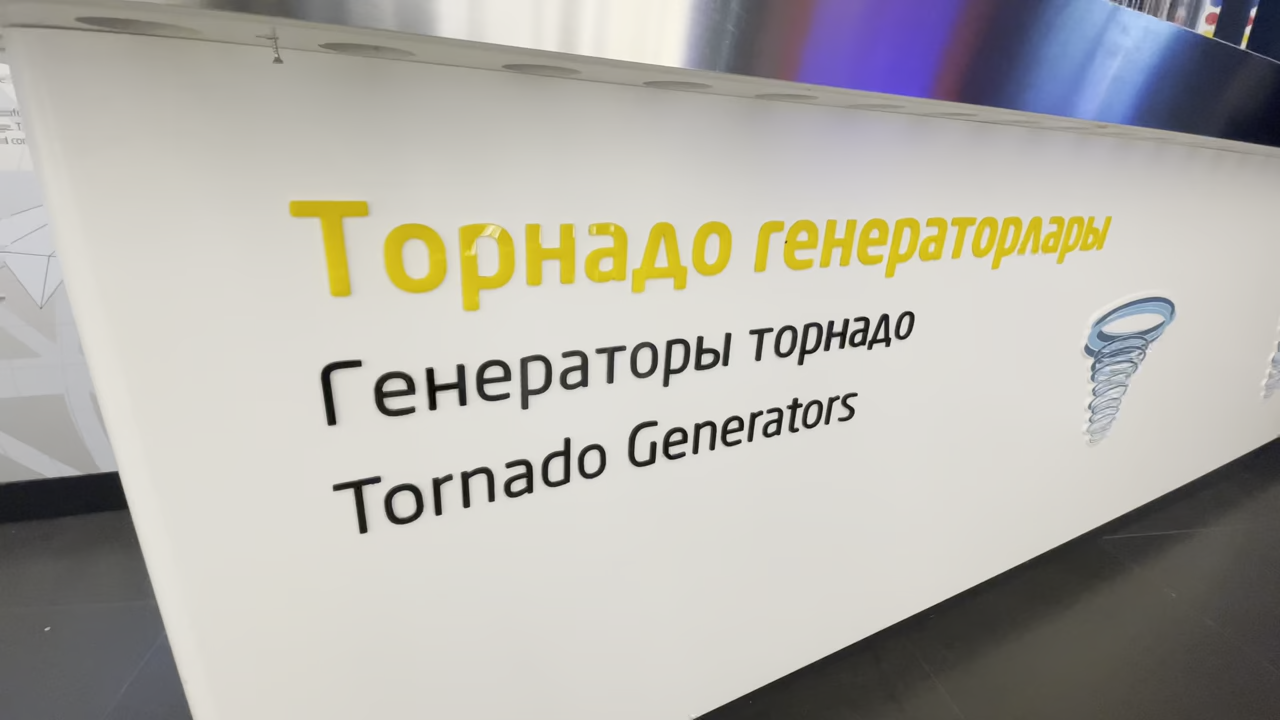 Торнадо генераторлары
Генераторы торнадо
Tornado Generators